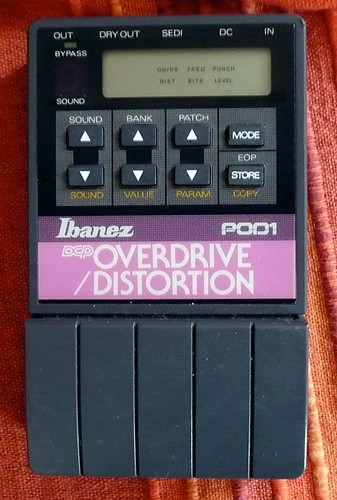 OUT DRY OUT SEDI DC IN
BYPASS
OD/DS FREQ PUNCH
DIST BITE LEVEL
SOUND
SOUND BANK PATCH
MODE
EOP
STORE
SOUND VALUE PARAM. COPY
Ibanez PDD1
DCP OVERDRIVE
/DISTORTION